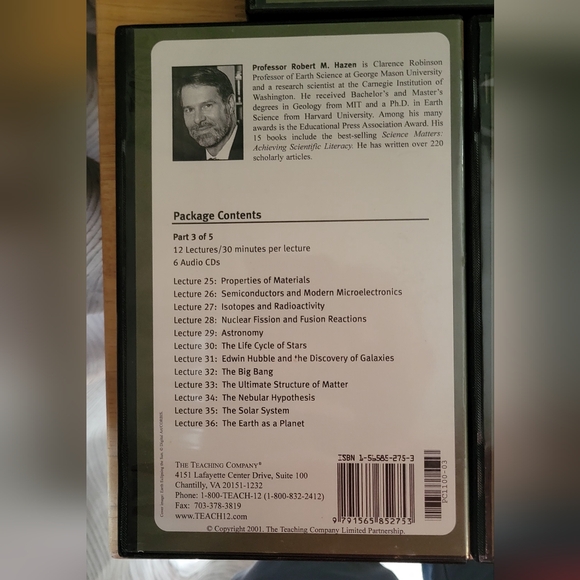 Professor Robert M. Hazen is Clarence Robinson
Professor of Earth Science at George Mason University
and a research scientist at the Carnegie Institution of
Washington. He received Bachelor's and Master's
degrees in Geology from MIT and a Ph.D. in Earth
Science from Harvard University. Among his many
awards is the Educational Press Association Award. His
15 books include the best-selling Science Matters:
Achieving Scientific Literacy. He has written over 220
scholarly articles.
Package Contents
Part 3 of 5
12 Lectures/30 minutes per lecture
6 Audio CDs
Lecture 25: Properties of Materials
Lecture 26: Semiconductors and Modern Microelectronics
Lecture 27: Isotopes and Radioactivity
Lecture 28: Nuclear Fission and Fusion Reactions
Lecture 29: Astronomy
Lecture 30: The Life Cycle of Stars
Lecture 31: Edwin Hubble and the Discovery of Galaxies
Lecture 32: The Big Bang
Lecture 33: The Ultimate Structure of Matter
Lecture 34: The Nebular Hypothesis
Lecture 35: The Solar System
Lecture 36: The Earth as a Planet
THE TEACHING COMPANY®
4151 Lafayette Center Drive, Suite 100
Chantilly, VA 20151-1232
Phone: 1-800-TEACH-12 (1-800-832-2412)
Fax: 703-378-3819
www.TEACH12.com
© Copyright 2001. The Teaching Company Limited Partnership.
ISBN 1-56585-275-3
9 791565 852753
PC1100-03